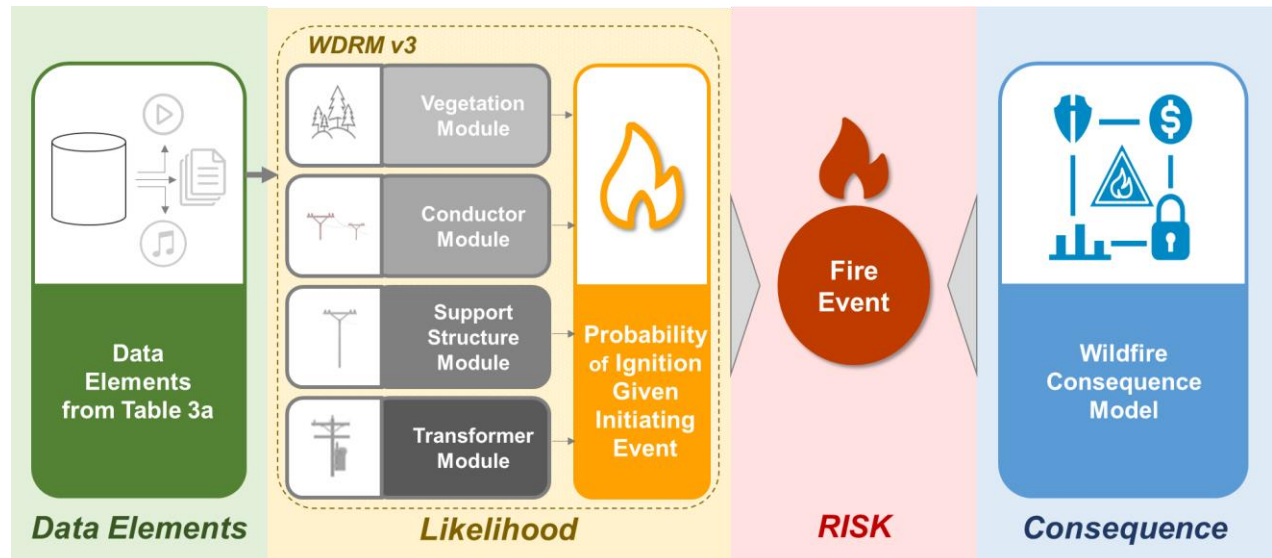 WDRM v3
Data
Elements
from Table 3a
Vegetation
Module
Conductor
Module
Support
Structure
Module
Transformer
Module
Probability
of Ignition
Given
Initiating
Event
Fire
Event
$
Wildfire
Consequence
Model
Data Elements
Likelihood
RISK
Consequence